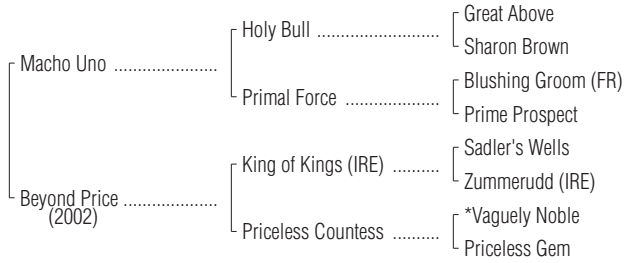 Great Above
Holy Bull ..........................
Sharon Brown
Macho Uno ......................
Blushing Groom (FR)
Primal Force ....................
Prime Prospect
Sadler's Wells
King of Kings (IRE) ..........
Zummerudd (IRE)
Beyond Price ....................
(2002)
*Vaguely Noble
Priceless Countess ..........
Priceless Gem